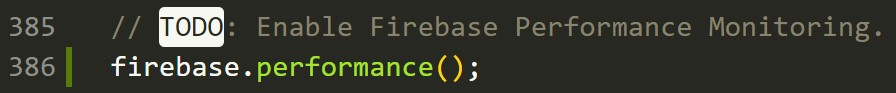 385 // TODO: Enable Firebase Performance Monitoring.
386 firebase.performance();